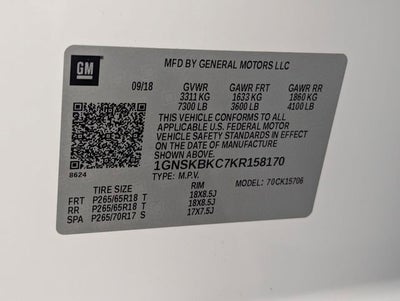 GM
MFD BY GENERAL MOTORS LLC
09/18 GVWR GAWR FRT GAWR RR
3311 KG 1633 KG 1860 KG
7300 LB 3600 LB 4100 LB
THIS VEHICLE CONFORMS TO ALL
APPLICABLE U.S. FEDERAL MOTOR
VEHICLE SAFETY STANDARDS IN EFFECT
ON THE DATE OF MANUFACTURE
SHOWN ABOVE.
1GNSKBKC7KR158170
8624 TYPE: M.P.V. MODEL: 70CK15706
TIRE SIZE RIM
FRT P265/65R18 T 18X8.5J
RR P265/65R18 T 18X8.5J
SPA P265/70R17 S 17X7.5J